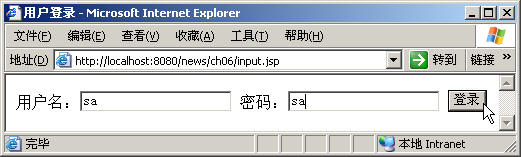 用户登录 - Microsoft Internet Explorer
文件(F) 编辑(E) 查看(V) 收藏(A) 工具(T) 帮助(H)
地址(D) http://localhost:8080/news/ch06/input.jsp 转到 链接 »
用户名：sa 密码：sa 登录
完毕 本地 Intranet